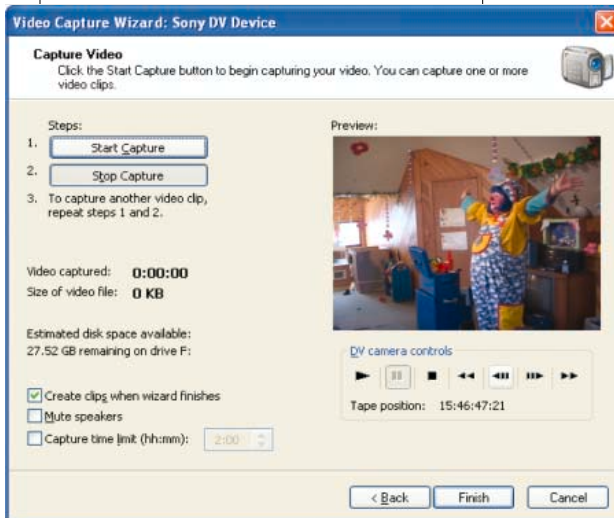 Video Capture Wizard: Sony DV Device
Capture Video
Click the Start Capture button to begin capturing your video. You can capture one or more
video clips.
Steps:
1. Start Capture
2. Stop Capture
3. To capture another video clip,
repeat steps 1 and 2.
Video captured: 0:00:00
Size of video file: 0 KB
Estimated disk space available:
27.52 GB remaining on drive F:
Create clips when wizard finishes
Mute speakers
Capture time limit (hh:mm): 2:00
Preview:
DV camera controls
Tape position: 15:46:47:21
< Back Finish Cancel